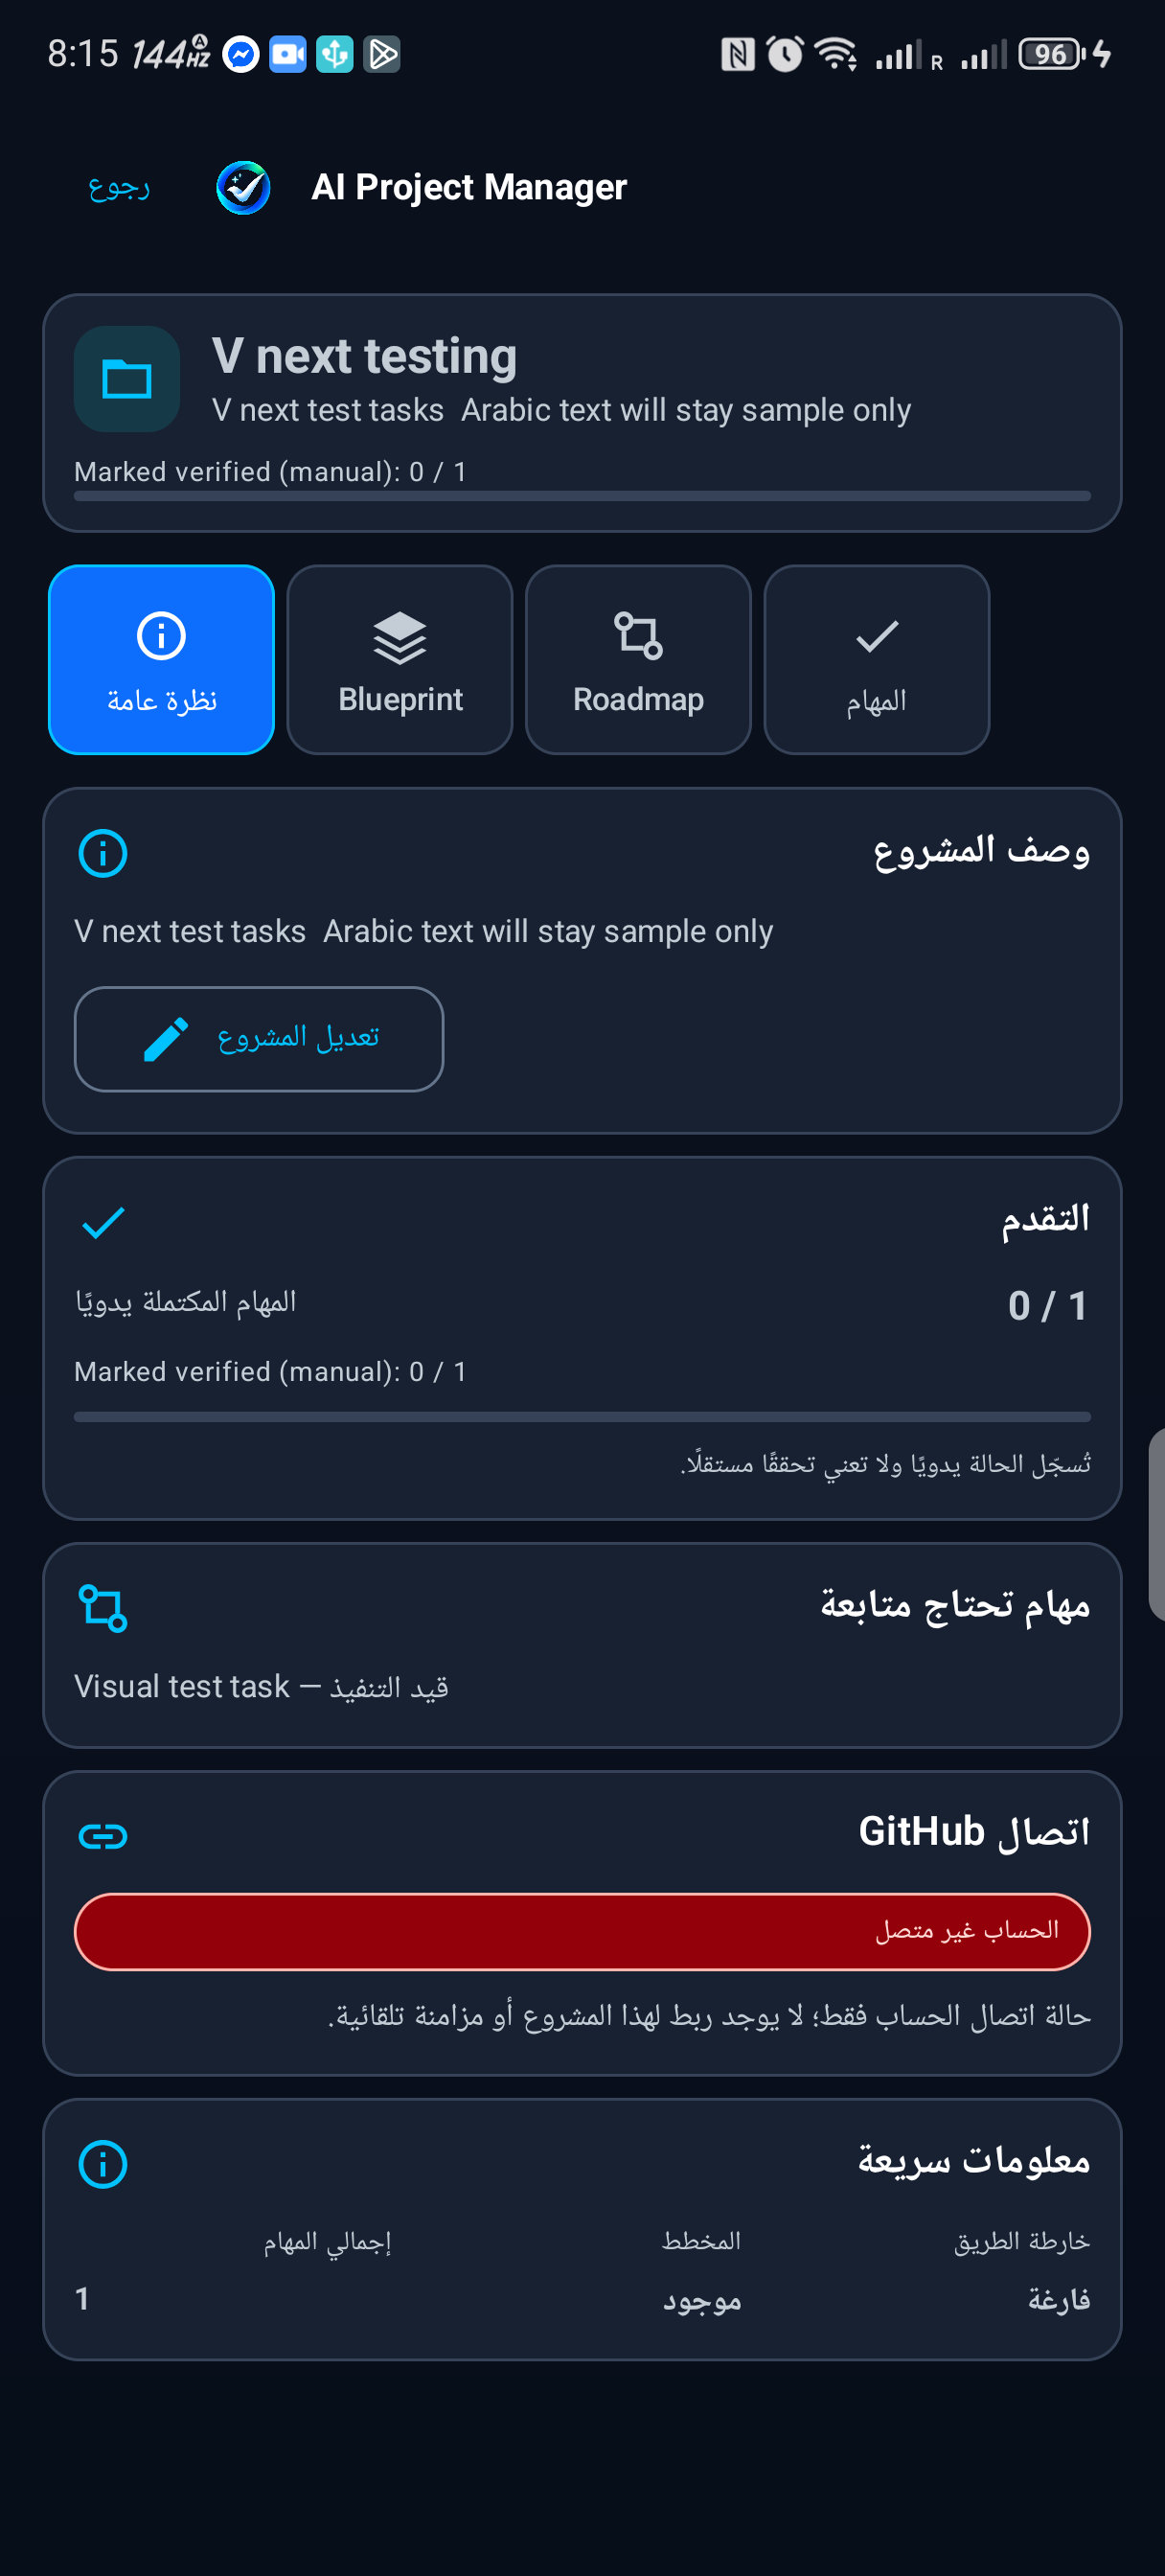 8:15 144HZ 96
رجوع AI Project Manager
V next testing
V next test tasks  Arabic text will stay sample only
Marked verified (manual): 0 / 1
نظرة عامة Blueprint Roadmap المهام
وصف المشروع
V next test tasks  Arabic text will stay sample only
تعديل المشروع
التقدم
المهام المكتملة يدويًا 0 / 1
Marked verified (manual): 0 / 1
تُسجّل الحالة يدويًا ولا تعني تحققًا مستقلًا.
مهام تحتاج متابعة
Visual test task — قيد التنفيذ
اتصال GitHub
الحساب غير متصل
حالة اتصال الحساب فقط؛ لا يوجد ربط لهذا المشروع أو مزامنة تلقائية.
معلومات سريعة
خارطة الطريق المخطط إجمالي المهام
فارغة موجود 1